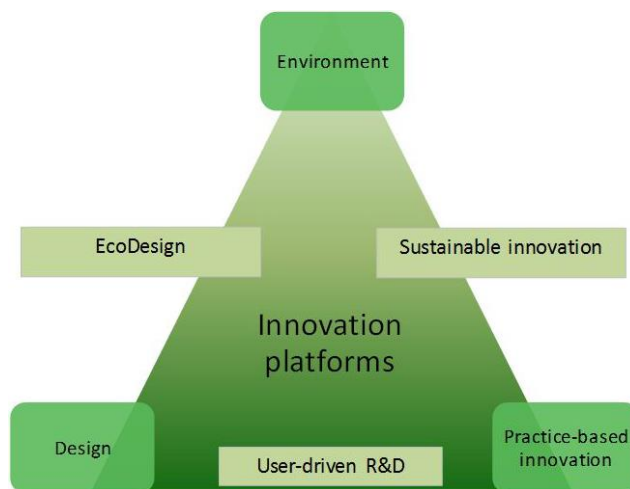 Environment
EcoDesign
Sustainable innovation
Innovation
platforms
Design
User-driven R&D
Practice-based
innovation